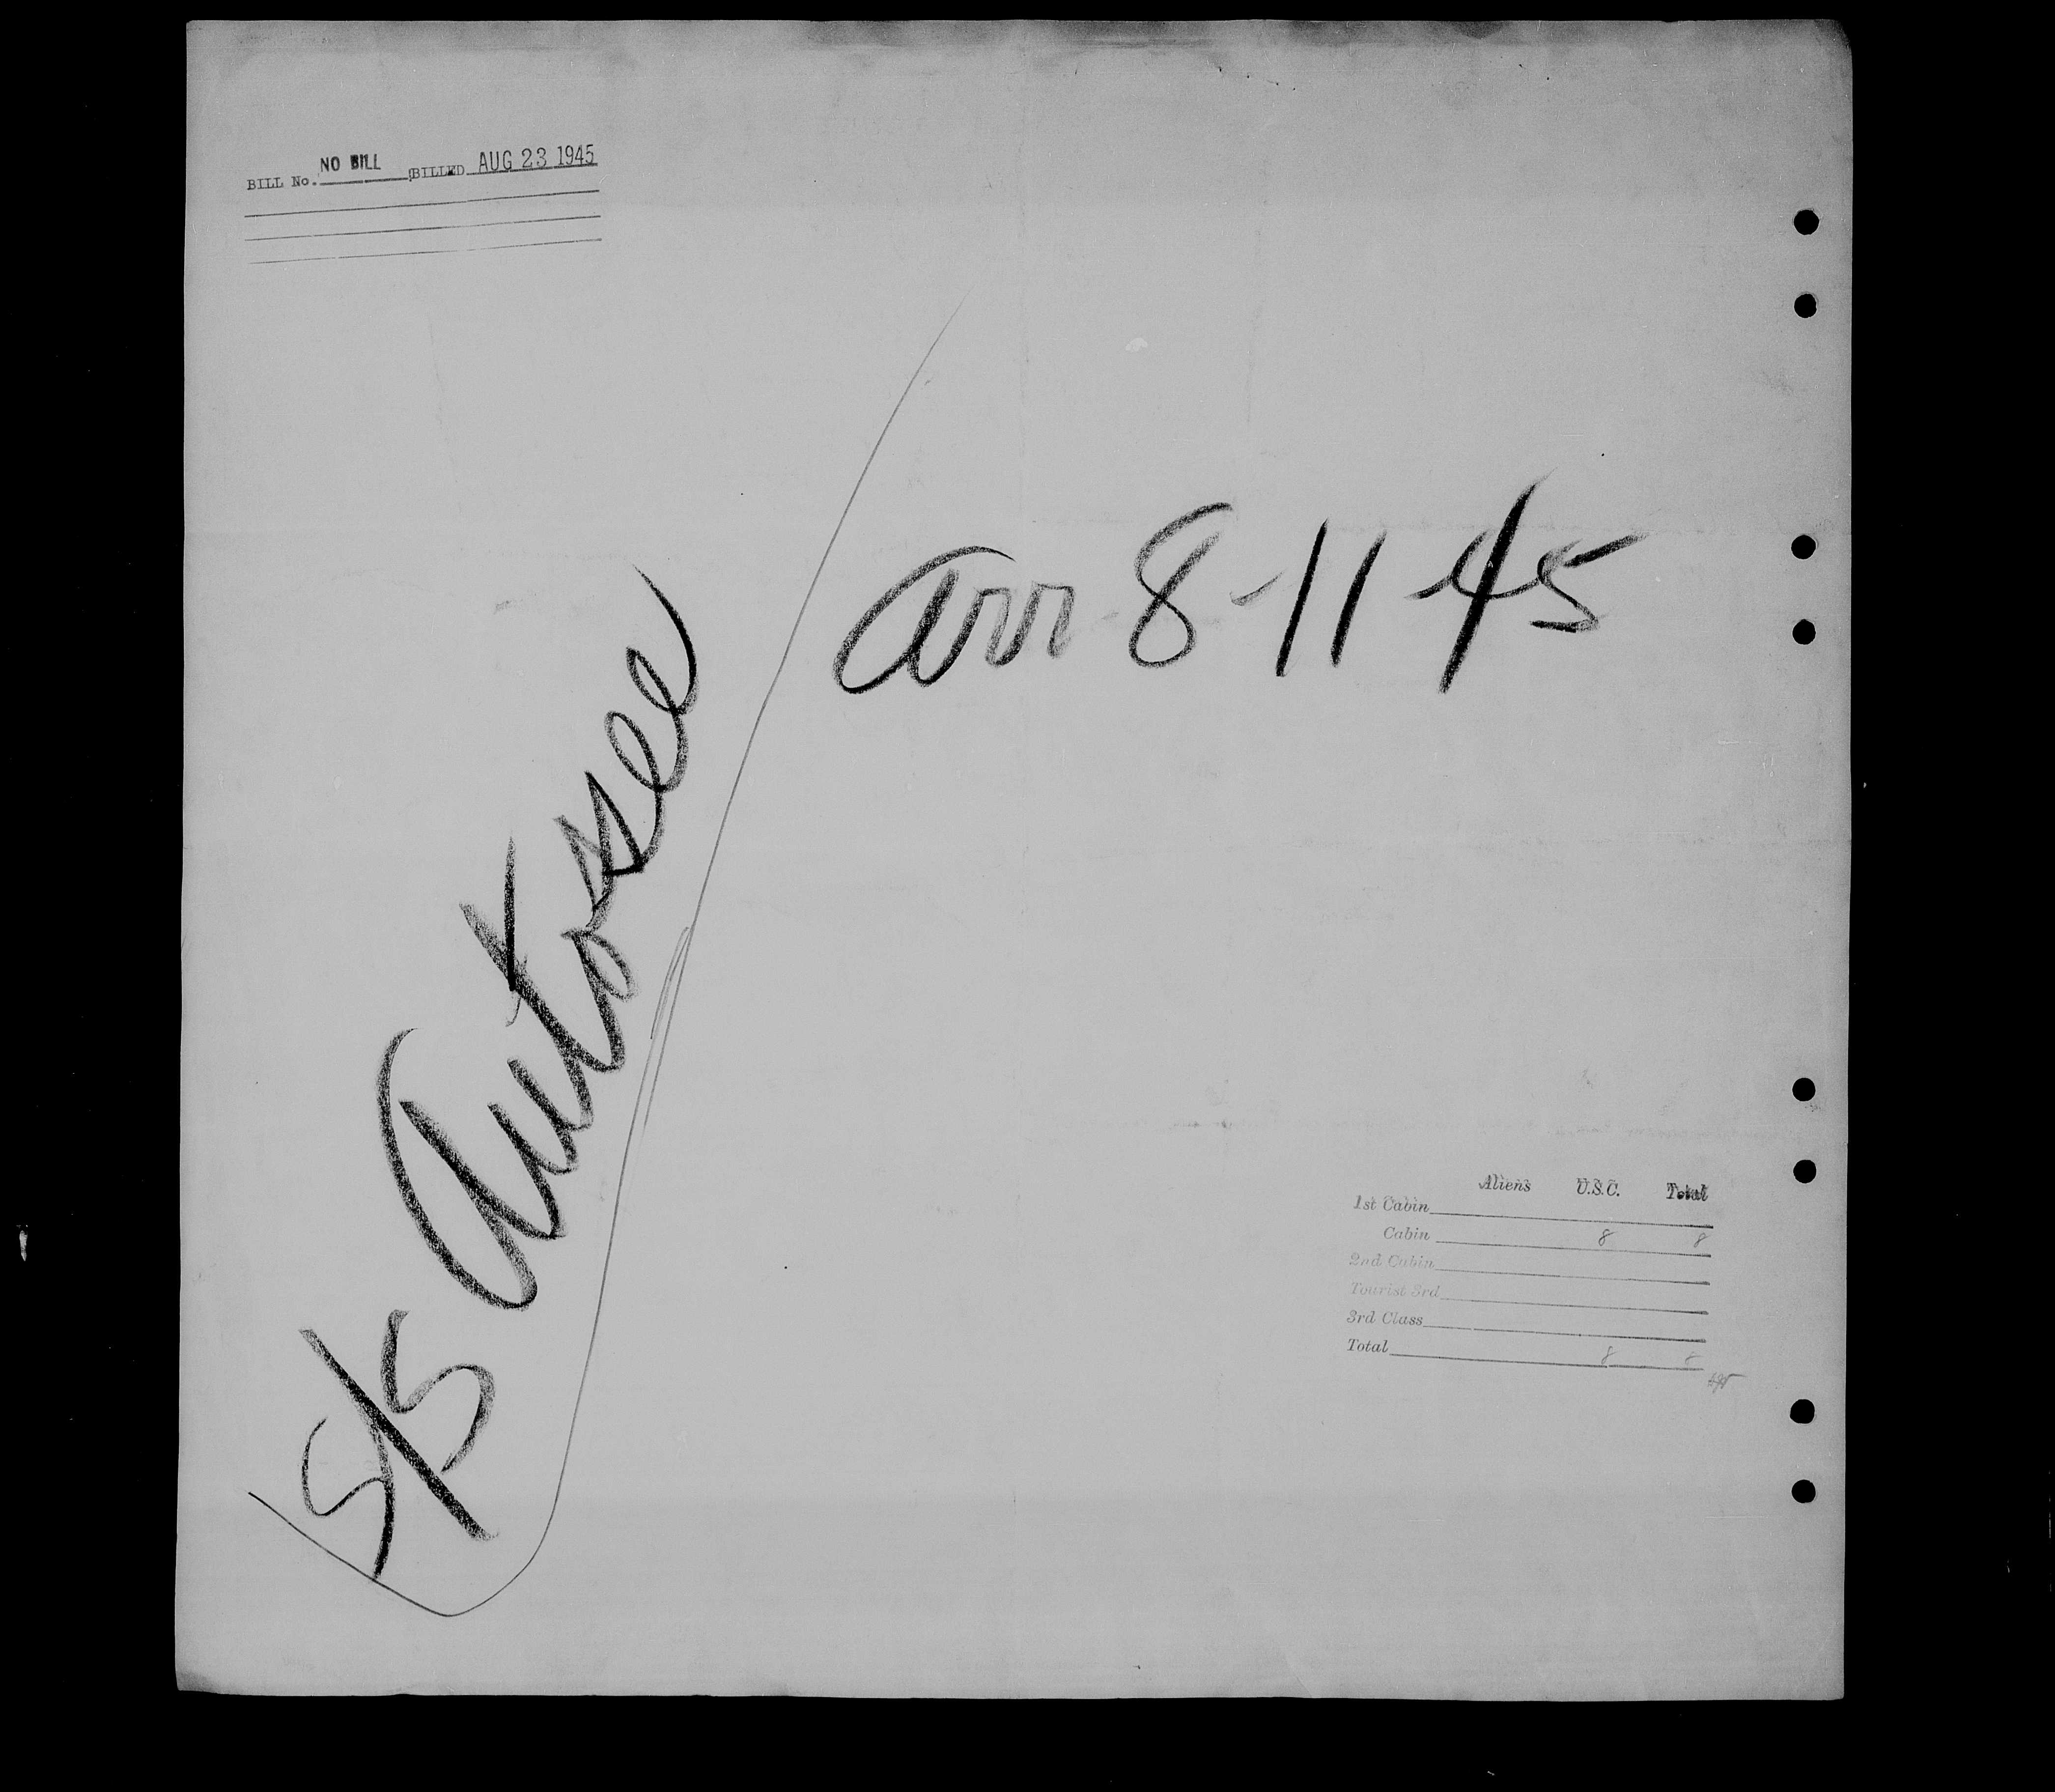 BILL No. NO BILL BILLED AUG 23 1945
arr 8-11 45
S/S Autossee
Aliens U.S.C. Total
1st Cabin
Cabin 8 8
2nd Cabin
Tourist 3rd
3rd Class
Total 8 8